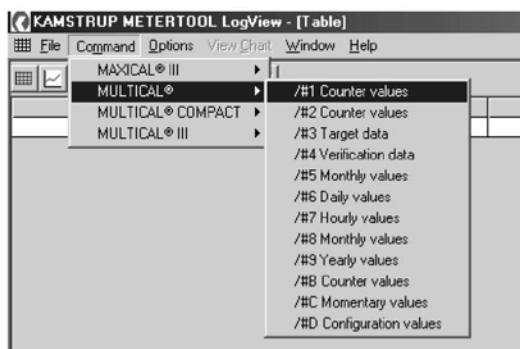 KAMSTRUP METERTOOL LogView - [Table]
File Command Options View Chart Window Help
MAXICAL® III
MULTICAL®
MULTICAL® COMPACT
MULTICAL® III
/#1 Counter values
/#2 Counter values
/#3 Target data
/#4 Verification data
/#5 Monthly values
/#6 Daily values
/#7 Hourly values
/#8 Monthly values
/#9 Yearly values
/#B Counter values
/#C Momentary values
/#D Configuration values